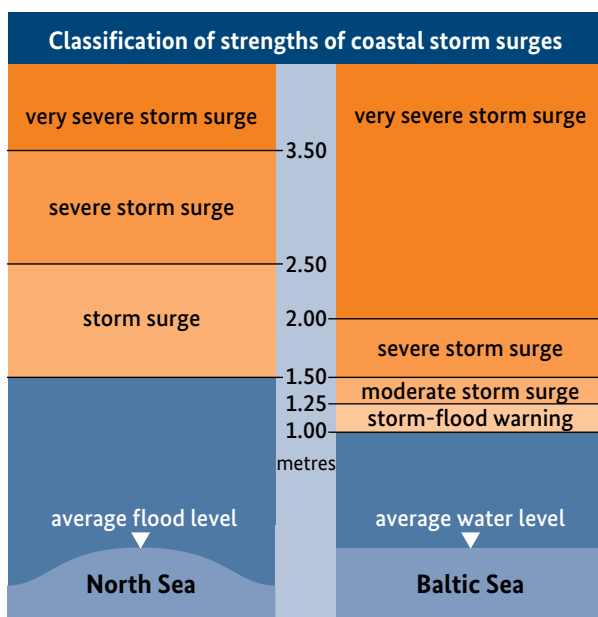 Classification of strengths of coastal storm surges
very severe storm surge
very severe storm surge
3.50
severe storm surge
2.50
storm surge
2.00
severe storm surge
1.50
moderate storm surge
1.25
storm-flood warning
1.00
metres
average flood level
average water level
North Sea
Baltic Sea